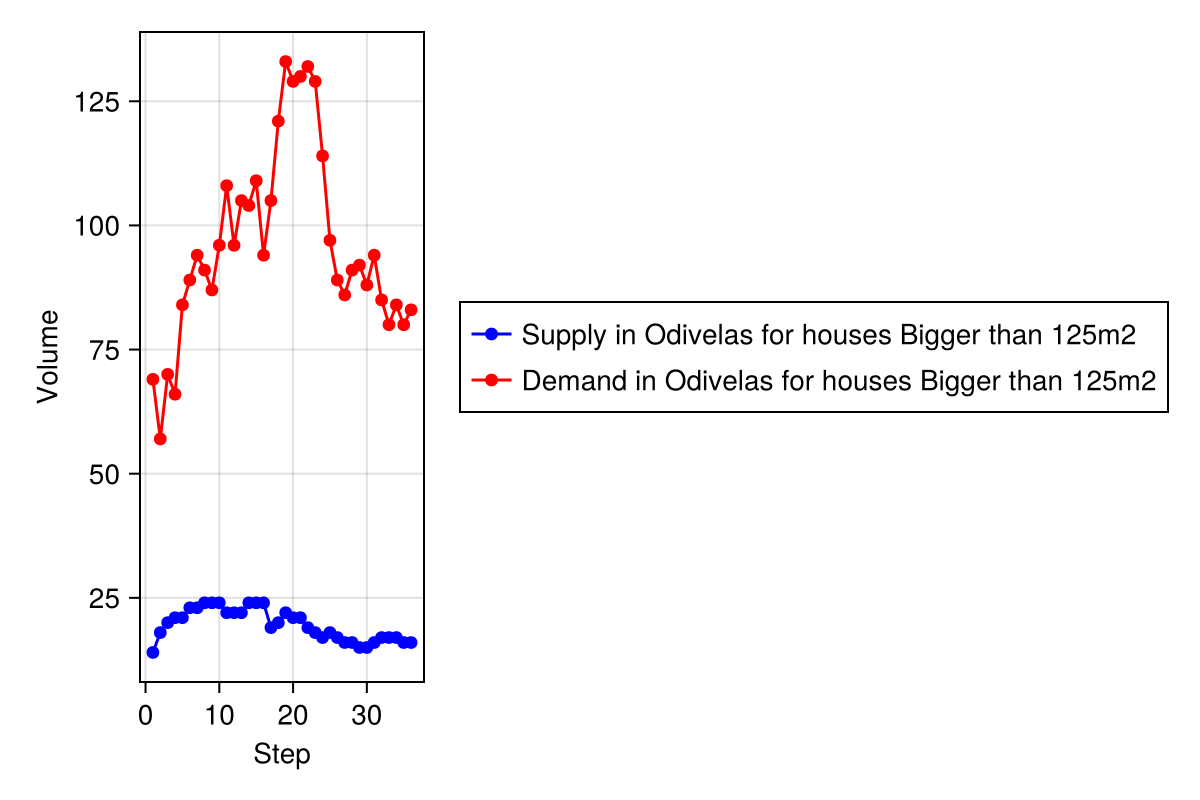 125
100
75
50
25
Volume
0 10 20 30
Step
Supply in Odivelas for houses Bigger than 125m2
Demand in Odivelas for houses Bigger than 125m2